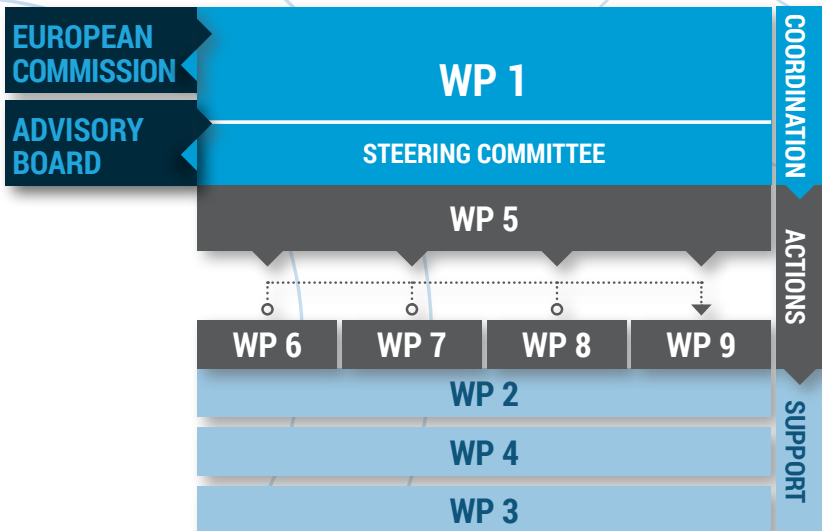 EUROPEAN
COMMISSION
ADVISORY
BOARD
WP 1
STEERING COMMITTEE
WP 5
WP 6
WP 7
WP 8
WP 9
WP 2
WP 4
WP 3
COORDINATION
ACTIONS
SUPPORT